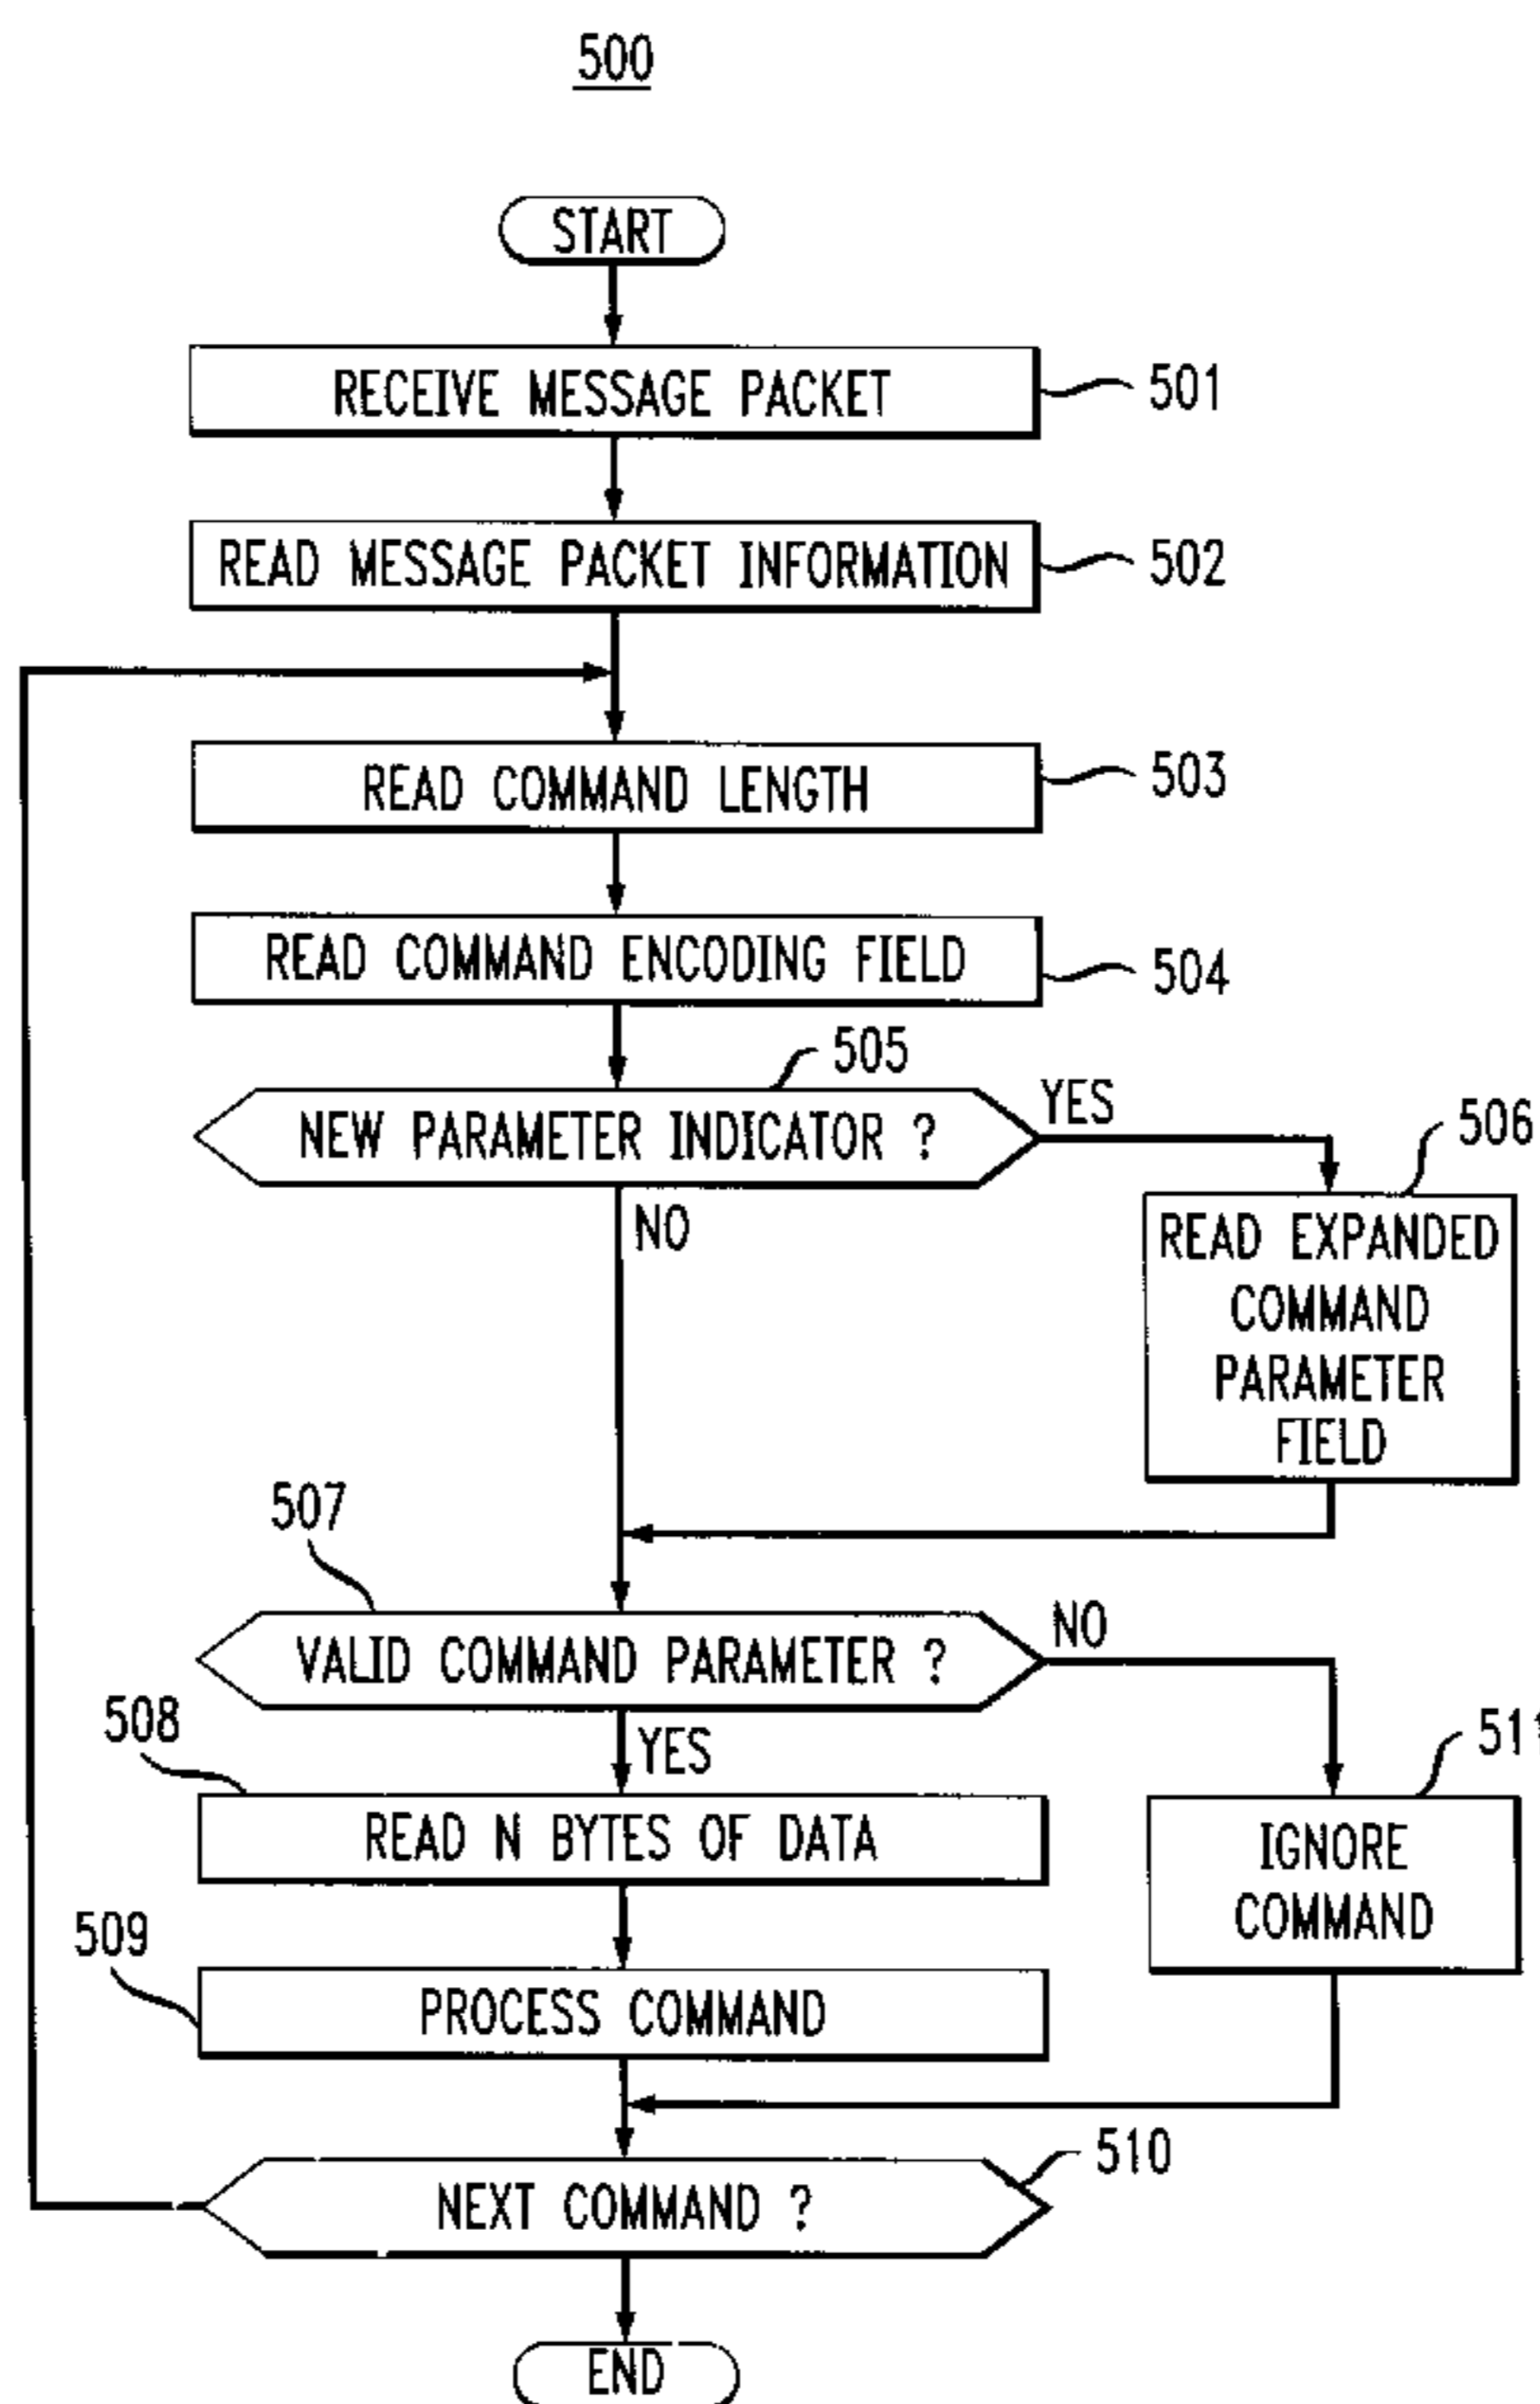 500
START
RECEIVE MESSAGE PACKET
501
READ MESSAGE PACKET INFORMATION
502
READ COMMAND LENGTH
503
READ COMMAND ENCODING FIELD
504
505
NEW PARAMETER INDICATOR ?
YES
506
NO
READ EXPANDED
COMMAND
PARAMETER
FIELD
507
VALID COMMAND PARAMETER ?
NO
508
YES
511
READ N BYTES OF DATA
IGNORE
COMMAND
509
PROCESS COMMAND
510
NEXT COMMAND ?
END